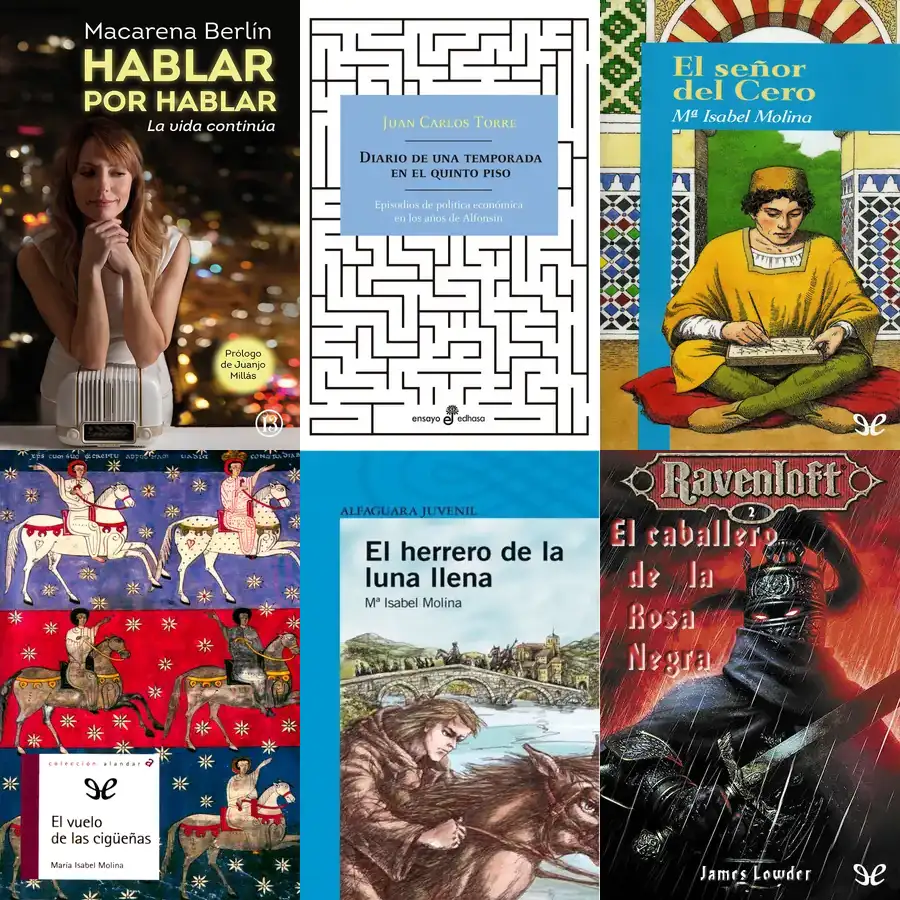 Macarena Berlín
HABLAR
POR HABLAR
La vida continúa
Prólogo
de Juanjo
Millás
13
JUAN CARLOS TORRE
DIARIO DE UNA TEMPORADA
EN EL QUINTO PISO
Episodios de política económica
en los años de Alfonsín
ensayo edhasa
El señor
del Cero
Mª Isabel Molina
colección alandar
El vuelo
de las cigüeñas
María Isabel Molina
ALFAGUARA JUVENIL
El herrero de la
luna llena
Mª Isabel Molina
Ravenloft
2
El caballero
de la
Rosa
Negra
James Lowder